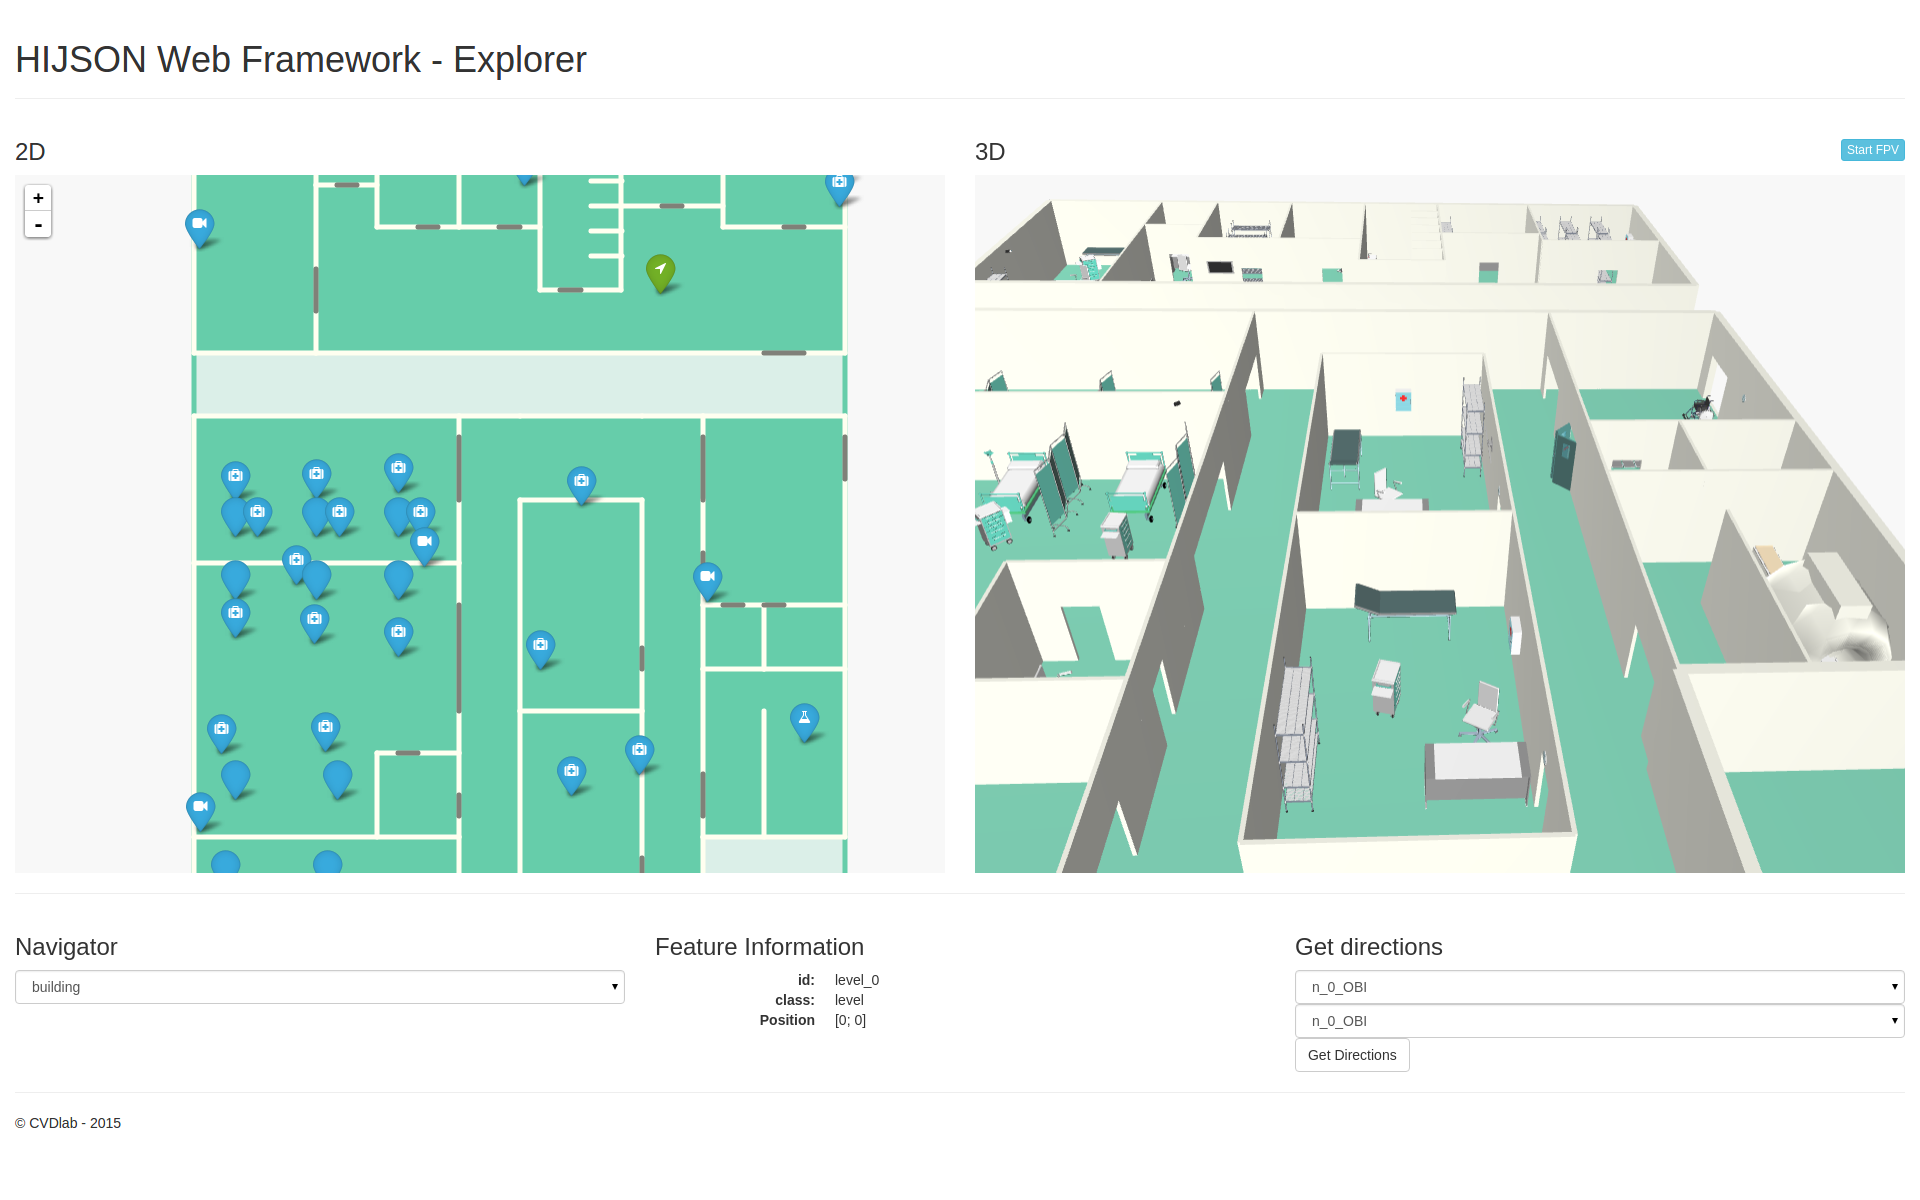 HIJSON Web Framework - Explorer
2D
3D
Start FPV
+
-
Navigator
building
Feature Information
id: level_0
class: level
Position [0; 0]
Get directions
n_0_OBI
n_0_OBI
Get Directions
© CVDlab - 2015